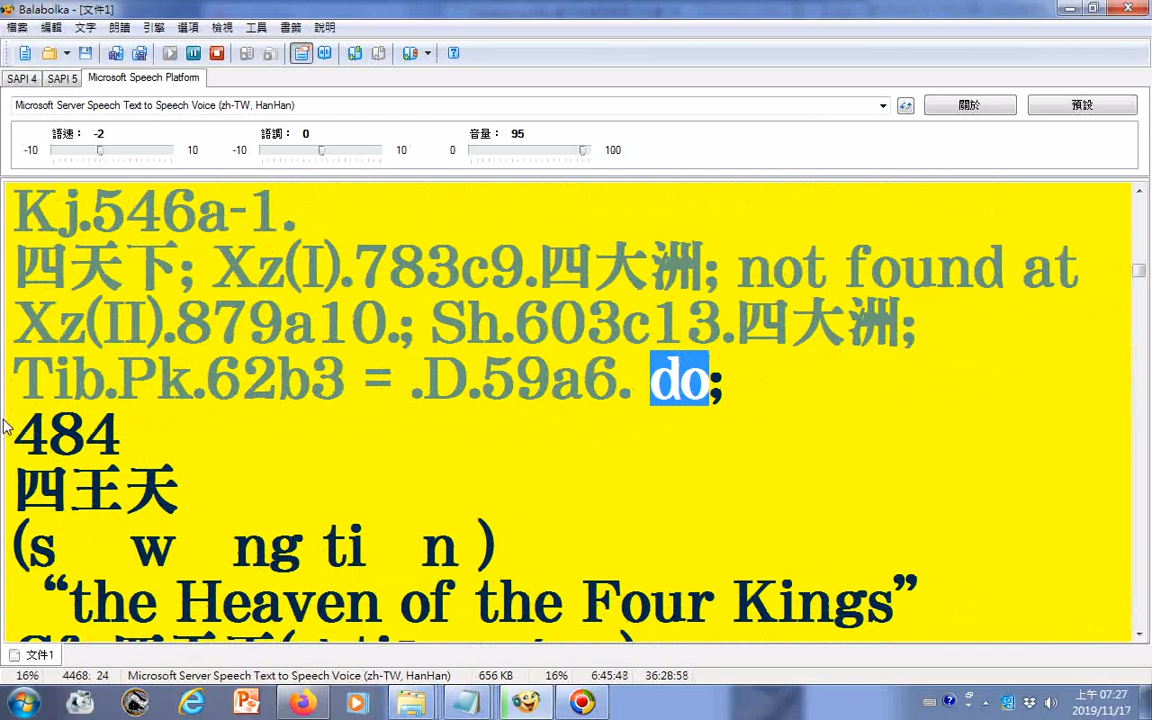 Balabolka - [文件1]
檔案 編輯 文字 朗讀 引擎 選項 檢視 工具 書籤 說明
SAPI 4 SAPI 5 Microsoft Speech Platform
Microsoft Server Speech Text to Speech Voice (zh-TW, HanHan) 關於 預設
語速： -2 語調： 0 音量： 95
-10 10 -10 10 0 100
Kj.546a-1.
四天下; Xz(I).783c9.四大洲; not found at
Xz(II).879a10.; Sh.603c13.四大洲;
Tib.Pk.62b3 = .D.59a6. do;
484
四王天
(s w ng ti n )
“the Heaven of the Four Kings”
文件1
16% 4468: 24 Microsoft Server Speech Text to Speech Voice (zh-TW, HanHan) 656 KB 16% 6:45:43 36:28:58
上午 07:27
2019/11/17